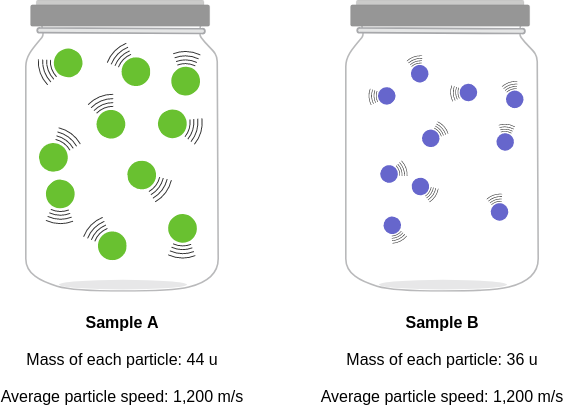 Sample A
Mass of each particle: 44 u
Average particle speed: 1,200 m/s
Sample B
Mass of each particle: 36 u
Average particle speed: 1,200 m/s